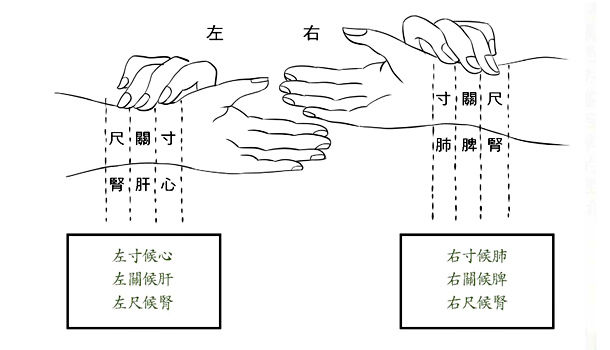 左
右
尺 關 寸
腎 肝 心
寸 關 尺
肺 脾 腎
左寸候心
左關候肝
左尺候腎
右寸候肺
右關候脾
右尺候腎